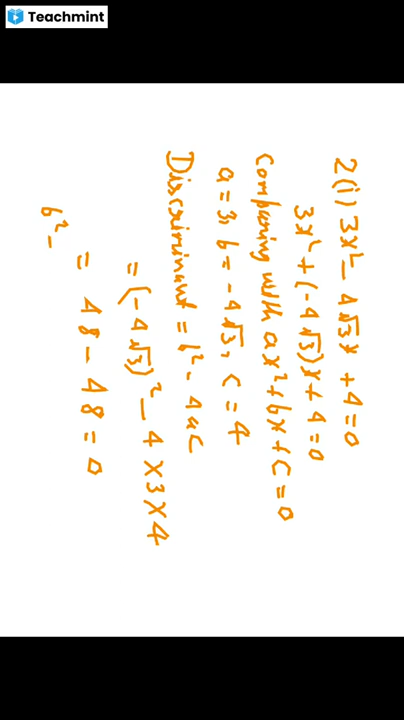 Teachmint
2(i) 3x² - 4√3x + 4=0
3x² + (-4√3)x + 4=0
Comparing with ax²+bx+c=0
a=3, b=-4√3, c=4
Discriminant = b²-4ac
= (-4√3)² - 4×3×4
= 48 - 48 = 0
b² -